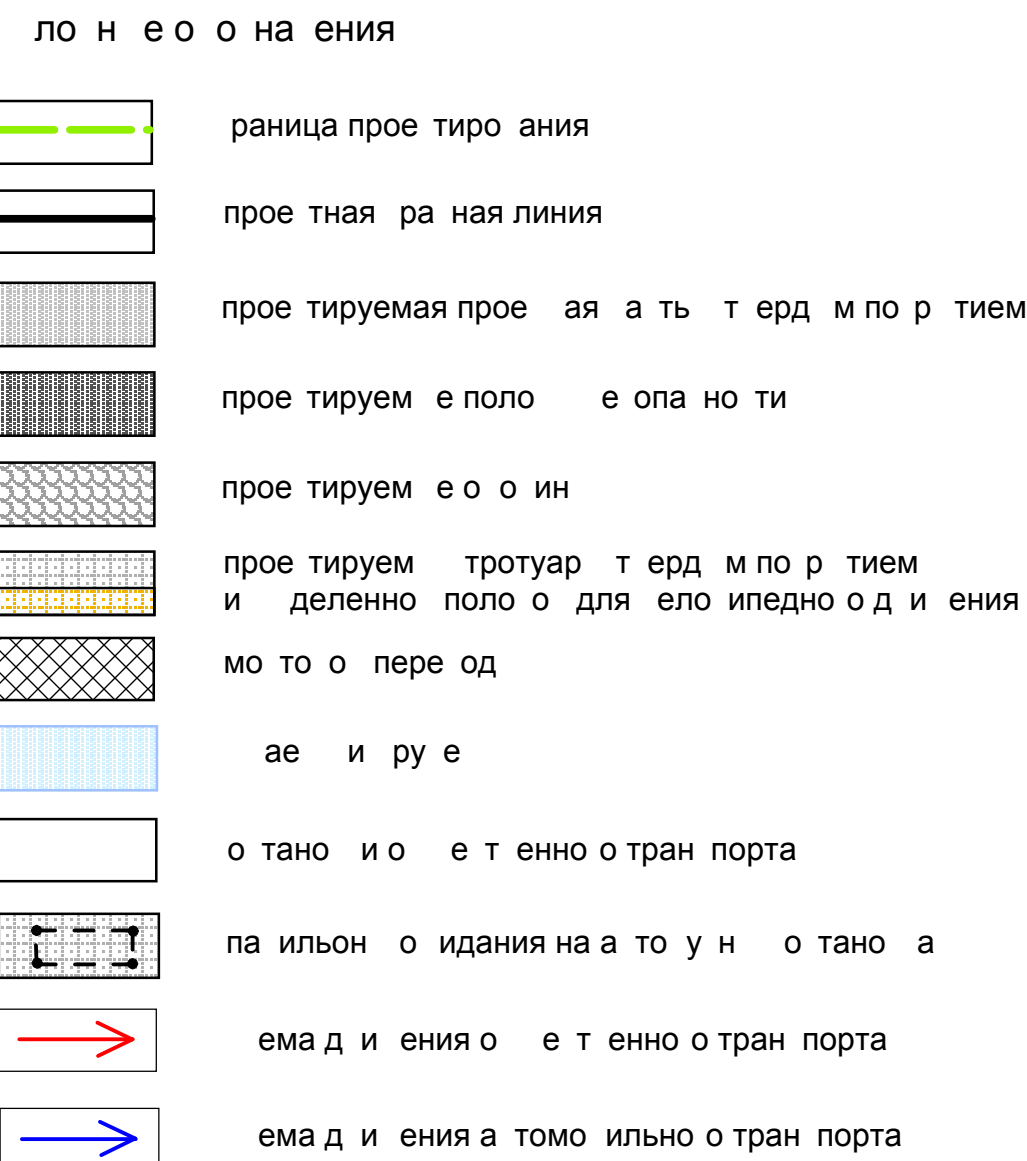 ло н е о о на ения
раница прое тиро ания
прое тная ра ная линия
прое тируемая прое ая а ть т ерд м по р тием
прое тируем е поло е опа но ти
прое тируем е о о ин
прое тируем тротуар т ерд м по р тием
и деленно поло о для ело ипедно о д и ения
мо то о пере од
ае и ру е
о тано и о е т енно о тран порта
па ильон о идания на а то у н о тано а
ема д и ения о е т енно о тран порта
ема д и ения а томо ильно о тран порта